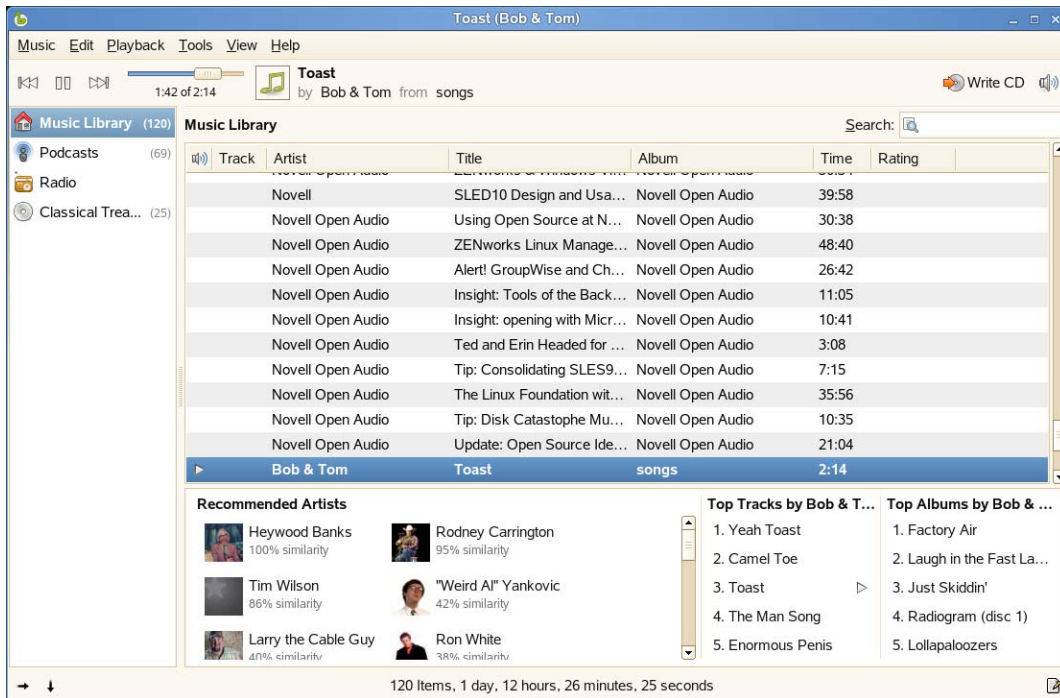 Toast (Bob & Tom)
Music Edit Playback Tools View Help
1:42 of 2:14
Toast
by Bob & Tom from songs
Write CD
Music Library (120)
Podcasts (69)
Radio
Classical Trea... (25)
Music Library
Search:
Track Artist Title Album Time Rating
Novell SLED10 Design and Usa... Novell Open Audio 39:58
Novell Open Audio Using Open Source at N... Novell Open Audio 30:38
Novell Open Audio ZENworks Linux Manage... Novell Open Audio 48:40
Novell Open Audio Alert! GroupWise and Ch... Novell Open Audio 26:42
Novell Open Audio Insight: Tools of the Back... Novell Open Audio 11:05
Novell Open Audio Insight: opening with Micr... Novell Open Audio 10:41
Novell Open Audio Ted and Erin Headed for ... Novell Open Audio 3:08
Novell Open Audio Tip: Consolidating SLES9... Novell Open Audio 7:15
Novell Open Audio The Linux Foundation wit... Novell Open Audio 35:56
Novell Open Audio Tip: Disk Catastophe Mu... Novell Open Audio 10:35
Novell Open Audio Update: Open Source Ide... Novell Open Audio 21:04
Bob & Tom Toast songs 2:14
Recommended Artists
Heywood Banks
100% similarity
Rodney Carrington
95% similarity
Tim Wilson
86% similarity
"Weird Al" Yankovic
42% similarity
Larry the Cable Guy
40% similarity
Ron White
38% similarity
Top Tracks by Bob & T...
1. Yeah Toast
2. Camel Toe
3. Toast
4. The Man Song
5. Enormous Penis
Top Albums by Bob & ...
1. Factory Air
2. Laugh in the Fast La...
3. Just Skiddin'
4. Radiogram (disc 1)
5. Lollapaloozers
120 Items, 1 day, 12 hours, 26 minutes, 25 seconds